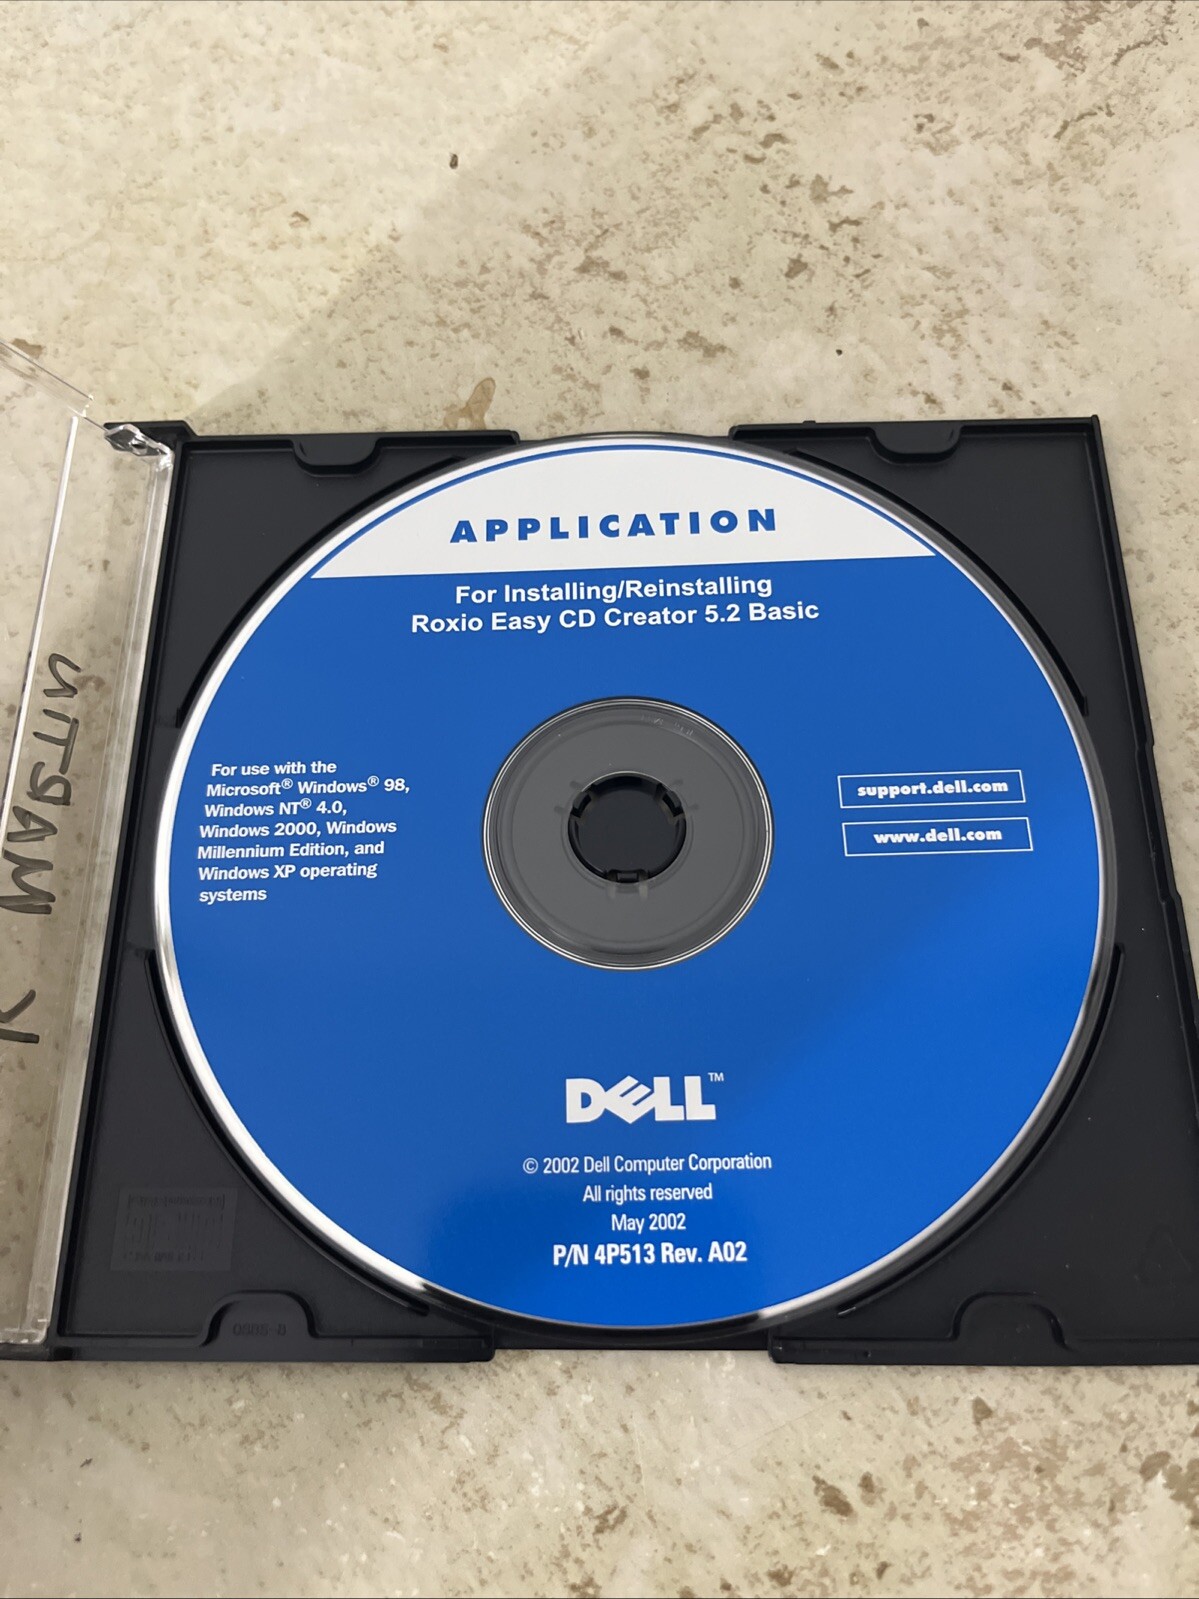 APPLICATION
For Installing/Reinstalling
Roxio Easy CD Creator 5.2 Basic
For use with the
Microsoft® Windows® 98,
Windows NT® 4.0,
Windows 2000, Windows
Millennium Edition, and
Windows XP operating
systems
support.dell.com
www.dell.com
DELL™
© 2002 Dell Computer Corporation
All rights reserved
May 2002
P/N 4P513 Rev. A02